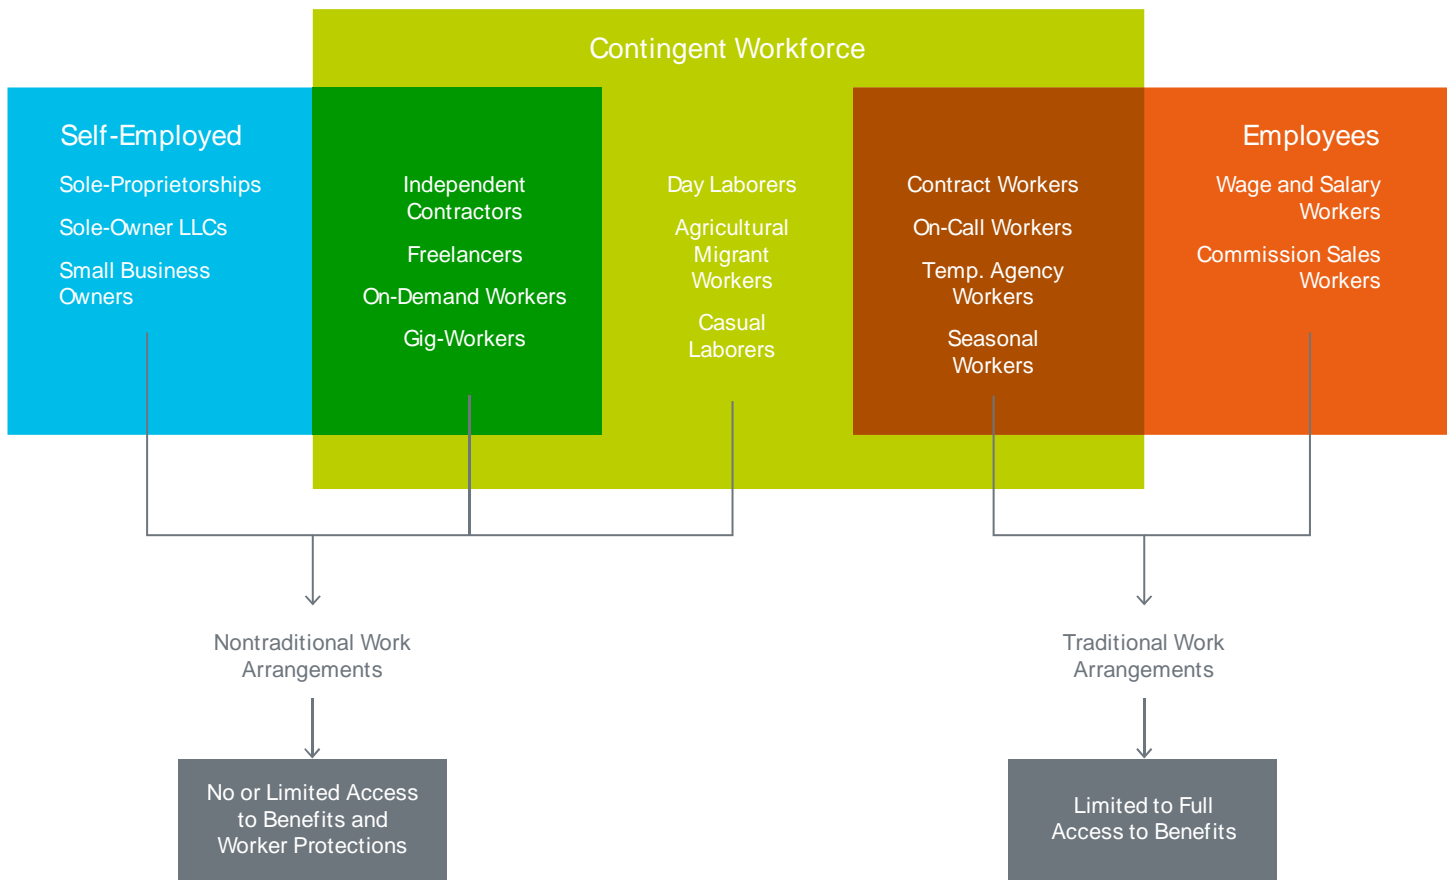 Contingent Workforce
Self-Employed
Sole-Proprietorships
Sole-Owner LLCs
Small Business
Owners
Independent
Contractors
Freelancers
On-Demand Workers
Gig-Workers
Day Laborers
Agricultural
Migrant
Workers
Casual
Laborers
Contract Workers
On-Call Workers
Temp. Agency
Workers
Seasonal
Workers
Employees
Wage and Salary
Workers
Commission Sales
Workers
Nontraditional Work
Arrangements
Traditional Work
Arrangements
No or Limited Access
to Benefits and
Worker Protections
Limited to Full
Access to Benefits